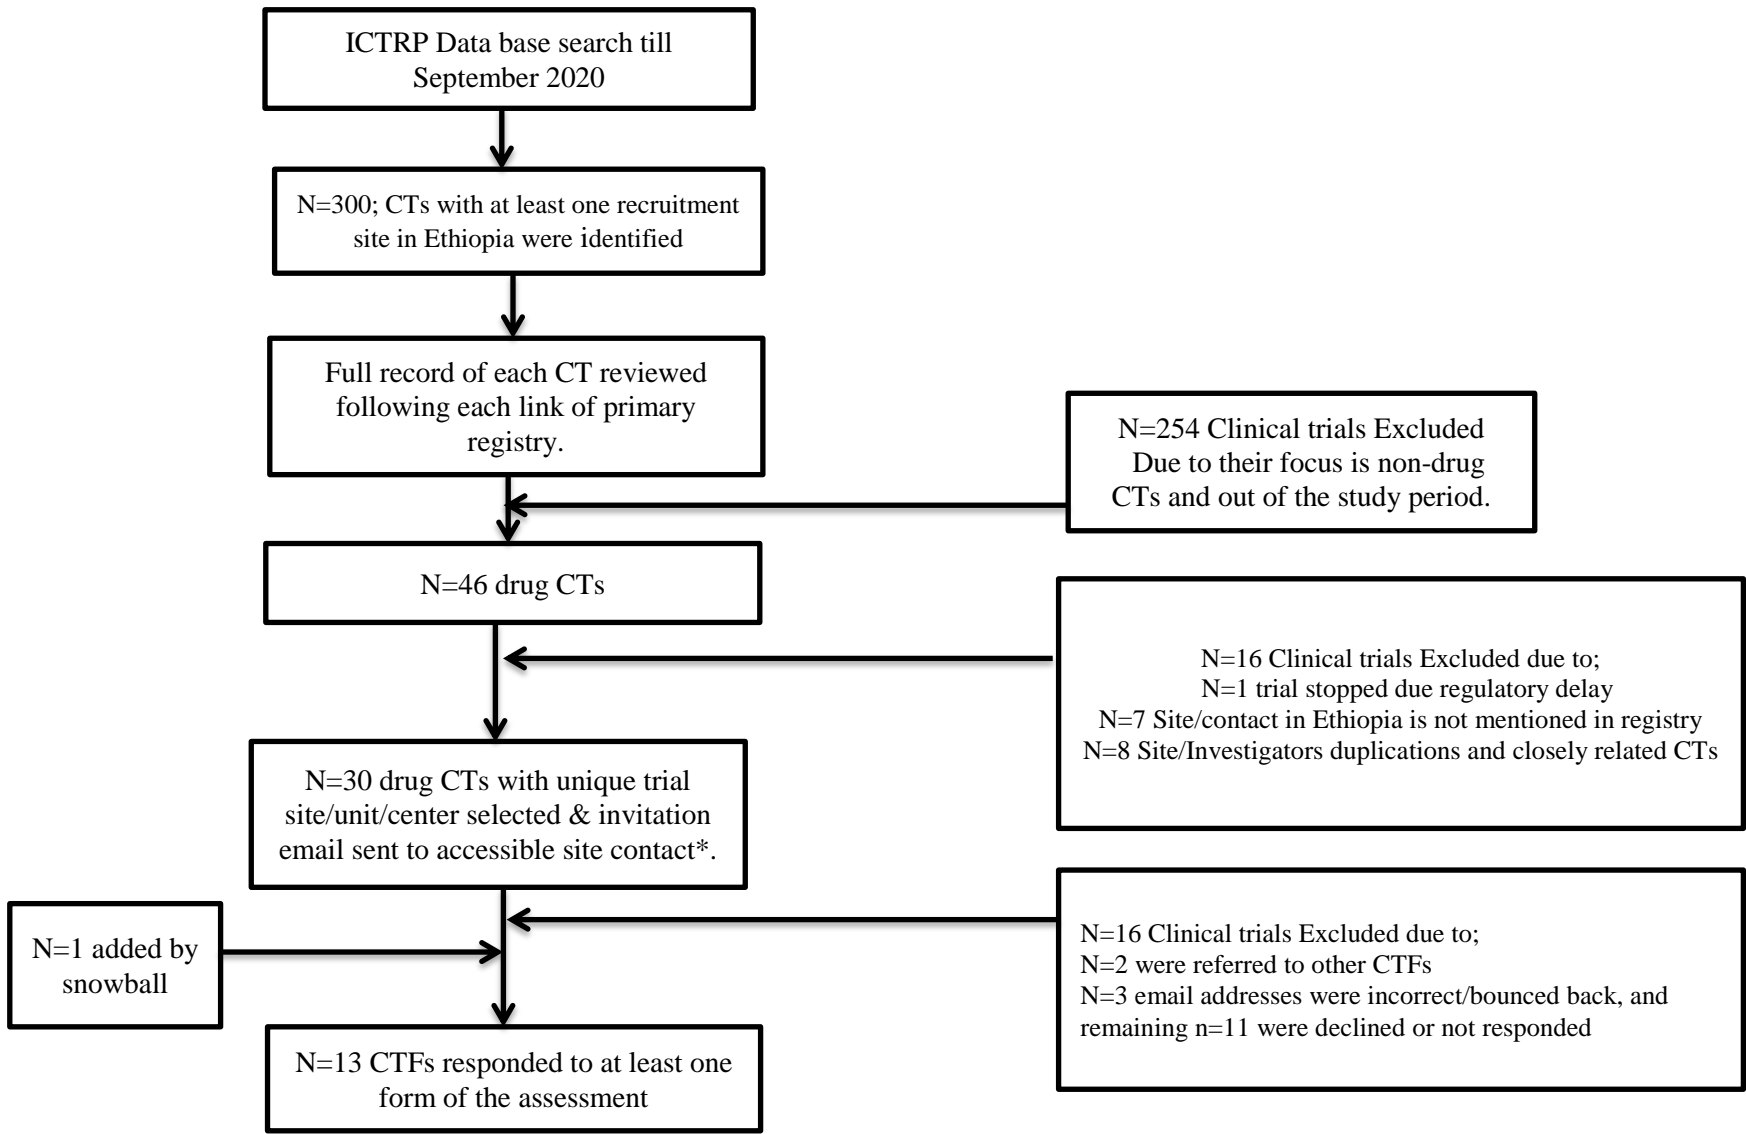 ICTRP Data base search till
September 2020
N=300; CTs with at least one recruitment
site in Ethiopia were identified
Full record of each CT reviewed
following each link of primary
registry.
N=254 Clinical trials Excluded
Due to their focus is non-drug
CTs and out of the study period.
N=46 drug CTs
N=16 Clinical trials Excluded due to;
N=1 trial stopped due regulatory delay
N=7 Site/contact in Ethiopia is not mentioned in registry
N=8 Site/Investigators duplications and closely related CTs
N=30 drug CTs with unique trial
site/unit/center selected & invitation
email sent to accessible site contact*.
N=1 added by
snowball
N=16 Clinical trials Excluded due to;
N=2 were referred to other CTFs
N=3 email addresses were incorrect/bounced back, and
remaining n=11 were declined or not responded
N=13 CTFs responded to at least one
form of the assessment